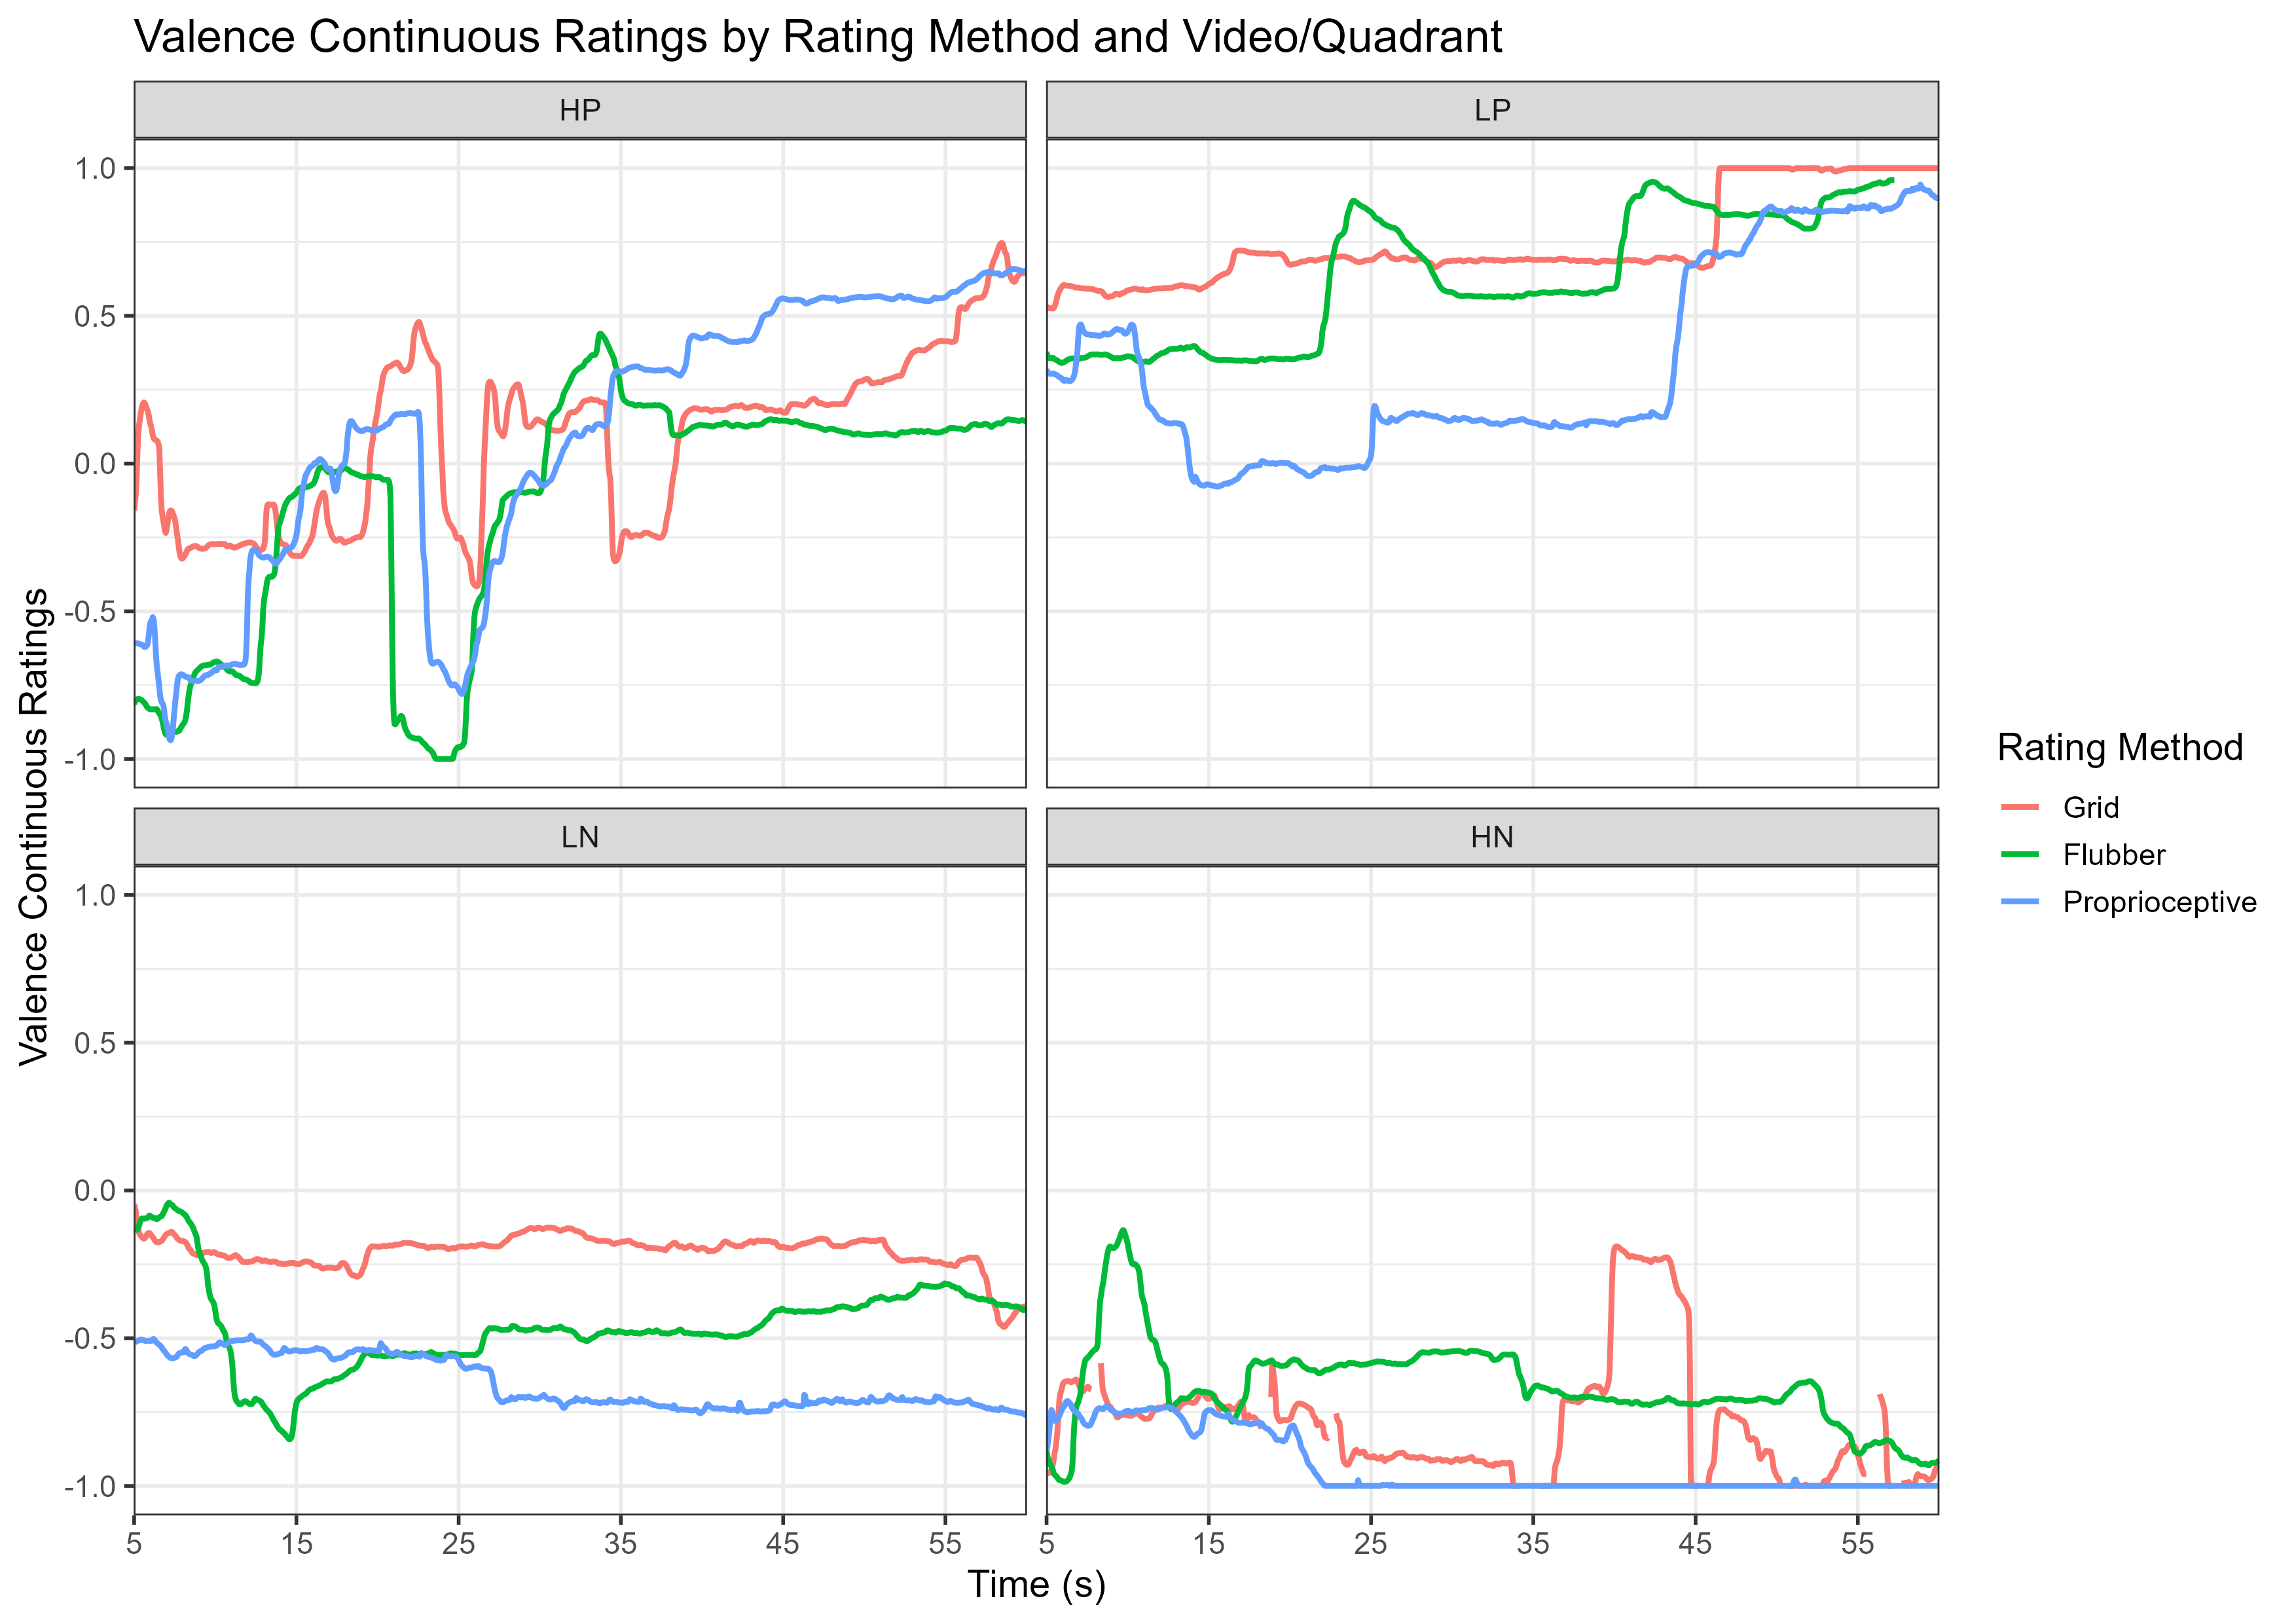 Valence Continuous Ratings by Rating Method and Video/Quadrant
HP
LP
1.0
0.5
0.0
-0.5
-1.0
LN
HN
1.0
0.5
0.0
-0.5
-1.0
5 15 25 35 45 55
5 15 25 35 45 55
Time (s)
Valence Continuous Ratings
Rating Method
Grid
Flubber
Proprioceptive